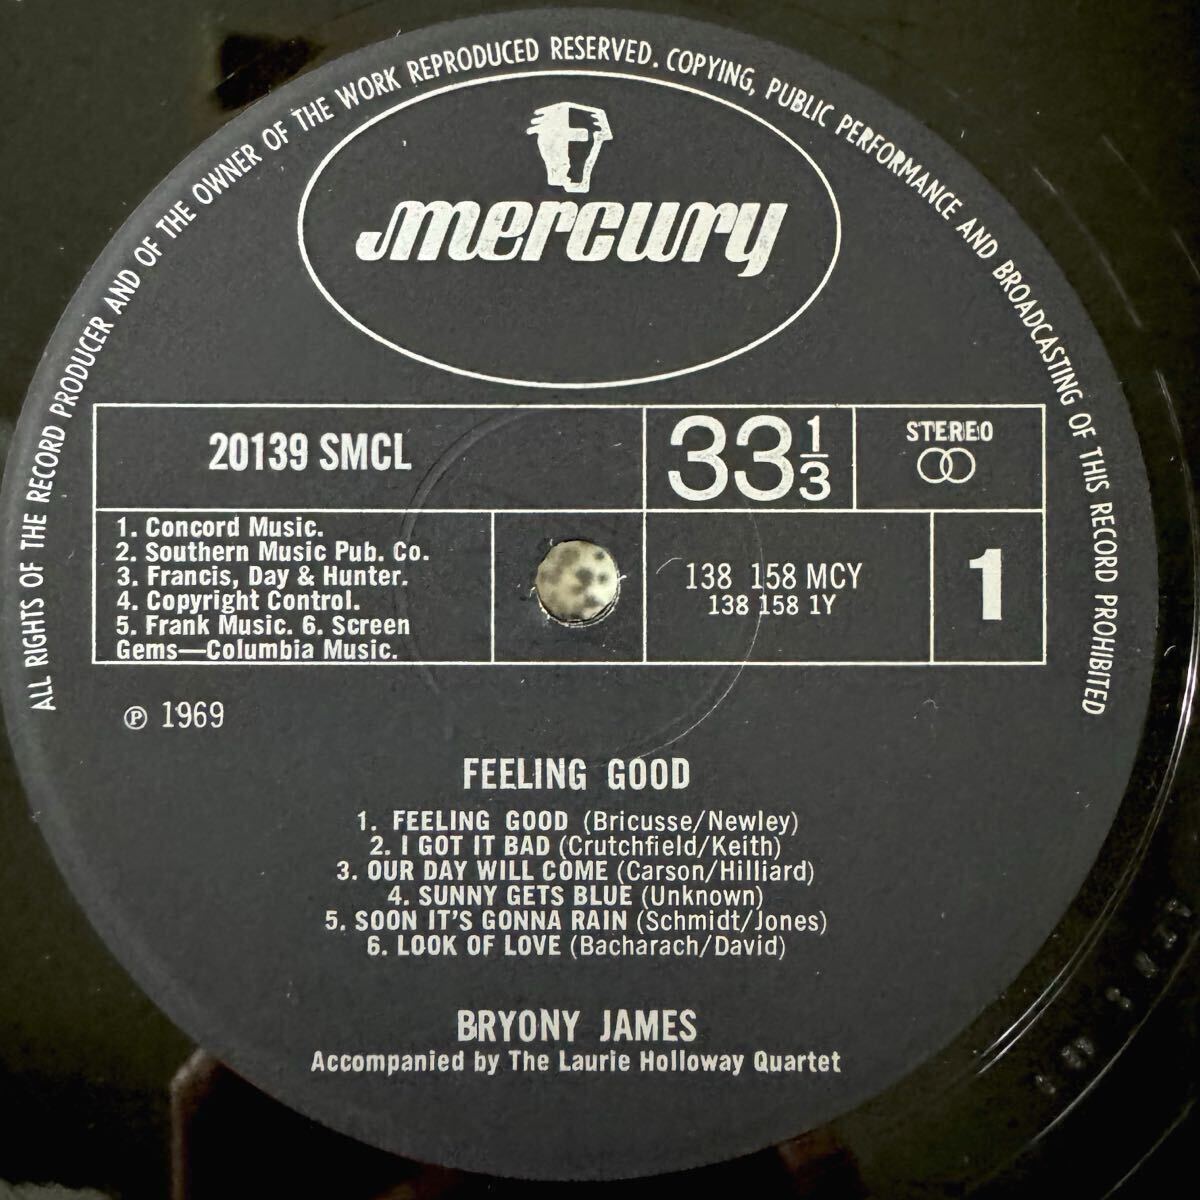 ALL RIGHTS OF THE RECORD PRODUCER AND OF THE OWNER OF THE WORK REPRODUCED RESERVED. COPYING, PUBLIC PERFORMANCE AND BROADCASTING OF THIS RECORD PROHIBITED
mercury
20139 SMCL
33 1/3
STEREO
1. Concord Music.
2. Southern Music Pub. Co.
3. Francis, Day & Hunter.
4. Copyright Control.
5. Frank Music. 6. Screen
Gems—Columbia Music.
138 158 MCY
138 158 1Y
1
℗ 1969
FEELING GOOD
1. FEELING GOOD (Bricusse/Newley)
2. I GOT IT BAD (Crutchfield/Keith)
3. OUR DAY WILL COME (Carson/Hilliard)
4. SUNNY GETS BLUE (Unknown)
5. SOON IT'S GONNA RAIN (Schmidt/Jones)
6. LOOK OF LOVE (Bacharach/David)
BRYONY JAMES
Accompanied by The Laurie Holloway Quartet